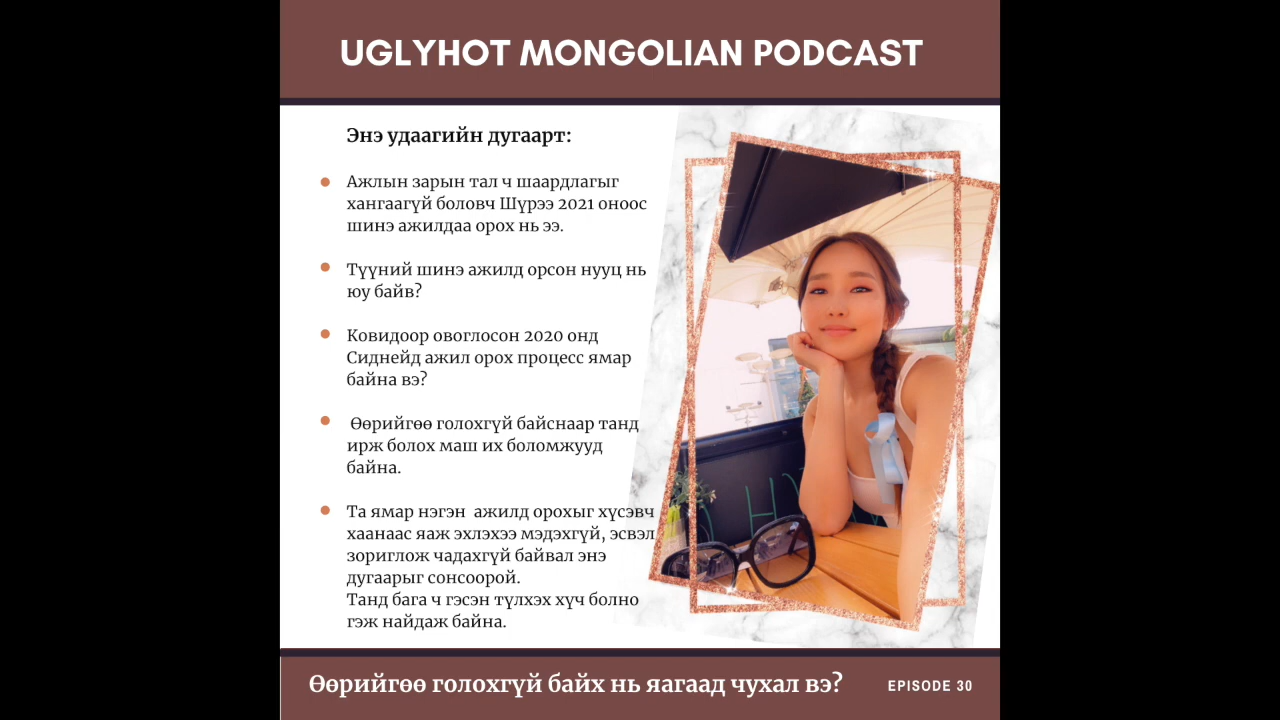 UGLYHOT MONGOLIAN PODCAST
Энэ удаагийн дугаарт:
Ажлын зарын тал ч шаардлагыг
хангаагүй боловч Шүрээ 2021 оноос
шинэ ажилдаа орох нь ээ.
Түүний шинэ ажилд орсон нууц нь
юу байв?
Ковидоор овоглосон 2020 онд
Сиднейд ажил орох процесс ямар
байна вэ?
Өөрийгөө голохгүй байснаар танд
ирж болох маш их боломжууд
байна.
Та ямар нэгэн ажилд орохыг хүсэвч
хаанаас яаж эхлэхээ мэдэхгүй, эсвэл
зориглож чадахгүй байвал энэ
дугаарыг сонсоорой.
Танд бага ч гэсэн түлхэх хүч болно
гэж найдаж байна.
Өөрийгөө голохгүй байх нь яагаад чухал вэ?
EPISODE 30